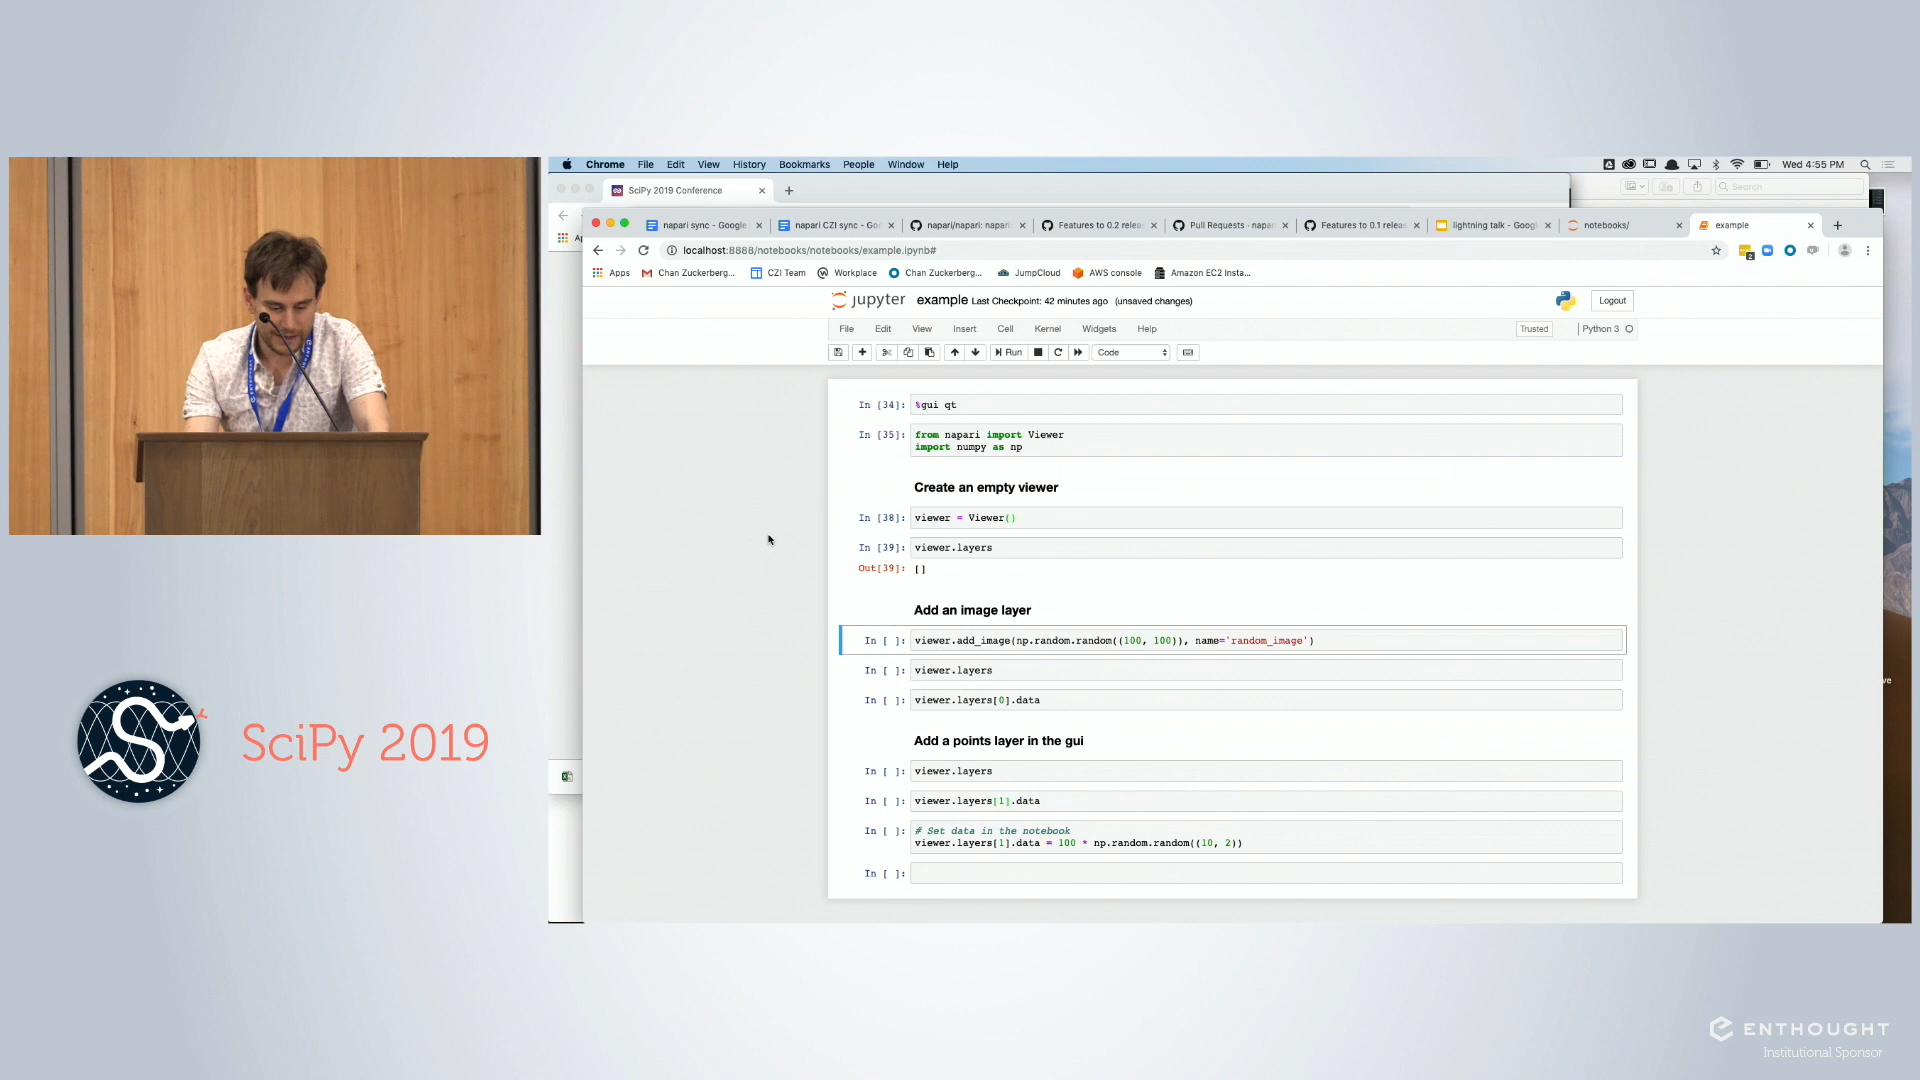 Chrome File Edit View History Bookmarks People Window Help
Wed 4:55 PM
SciPy 2019 Conference
Search
napari sync - Google
napari CZI sync - Goo
napari/napari: napari
Features to 0.2 releas
Pull Requests · napar
Features to 0.1 releas
lightning talk - Googl
notebooks/
example
localhost:8888/notebooks/notebooks/example.ipynb#
Apps
Chan Zuckerberg...
CZI Team
Workplace
Chan Zuckerberg...
JumpCloud
AWS console
Amazon EC2 Insta...
jupyter example Last Checkpoint: 42 minutes ago (unsaved changes)
Logout
File Edit View Insert Cell Kernel Widgets Help
Trusted
Python 3
Run
Code
In [34]: %gui qt
In [35]: from napari import Viewer
import numpy as np
Create an empty viewer
In [38]: viewer = Viewer()
In [39]: viewer.layers
Out[39]: []
Add an image layer
In [ ]: viewer.add_image(np.random.random((100, 100)), name='random_image')
In [ ]: viewer.layers
In [ ]: viewer.layers[0].data
Add a points layer in the gui
In [ ]: viewer.layers
In [ ]: viewer.layers[1].data
In [ ]: # Set data in the notebook
viewer.layers[1].data = 100 * np.random.random((10, 2))
In [ ]:
SciPy 2019
ENTHOUGHT
Institutional Sponsor